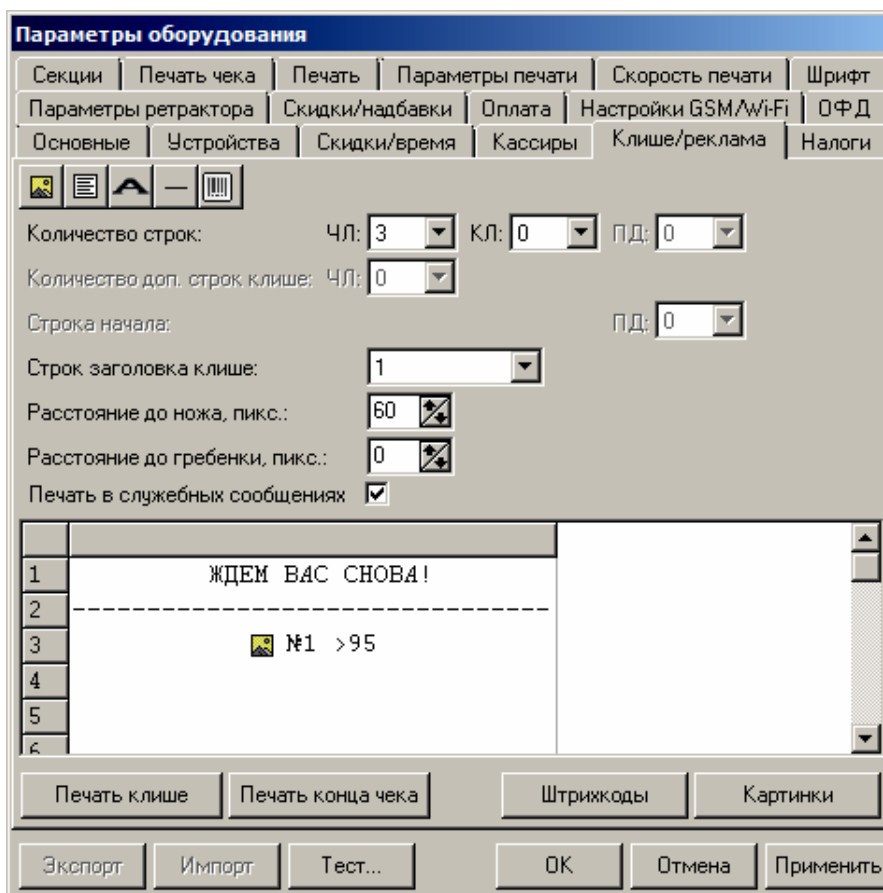 Параметры оборудования
Секции Печать чека Печать Параметры печати Скорость печати Шрифт
Параметры ретрактора Скидки/надбавки Оплата Настройки GSM/Wi-Fi ОФД
Основные Устройства Скидки/время Кассиры Клише/реклама Налоги
Количество строк: ЧЛ: 3 КЛ: 0 ПД: 0
Количество доп. строк клише: ЧЛ: 0
Строка начала: ПД: 0
Строк заголовка клише: 1
Расстояние до ножа, пикс.: 60
Расстояние до гребенки, пикс.: 0
Печать в служебных сообщениях
1 ЖДЕМ ВАС СНОВА!
2 --------------------------------
3 №1 >95
4
5
6
Печать клише Печать конца чека Штрихкоды Картинки
Экспорт Импорт Тест... OK Отмена Применить